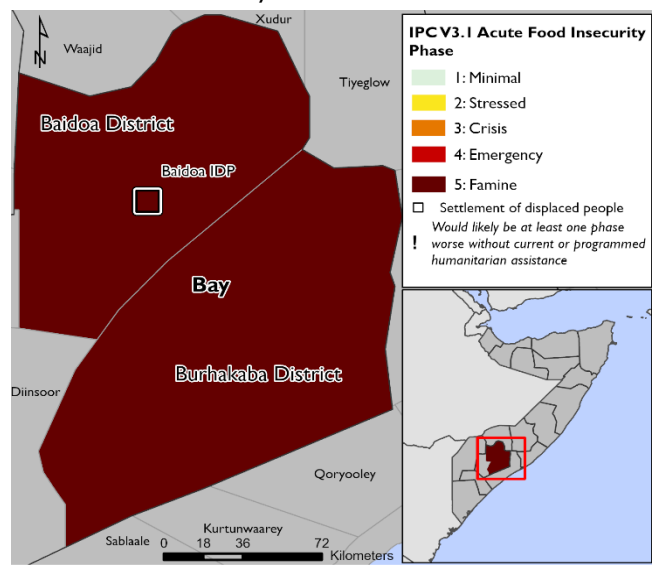 Xudur
Waajid
N
Tiyeglow
Baidoa District
Baidoa IDP
Bay
Burhakaba District
Diinsoor
Qoryooley
Kurtunwaarey
Sablaale
0 18 36 72
Kilometers
IPC V3.1 Acute Food Insecurity
Phase
1: Minimal
2: Stressed
3: Crisis
4: Emergency
5: Famine
Settlement of displaced people
Would likely be at least one phase
! worse without current or programmed
humanitarian assistance